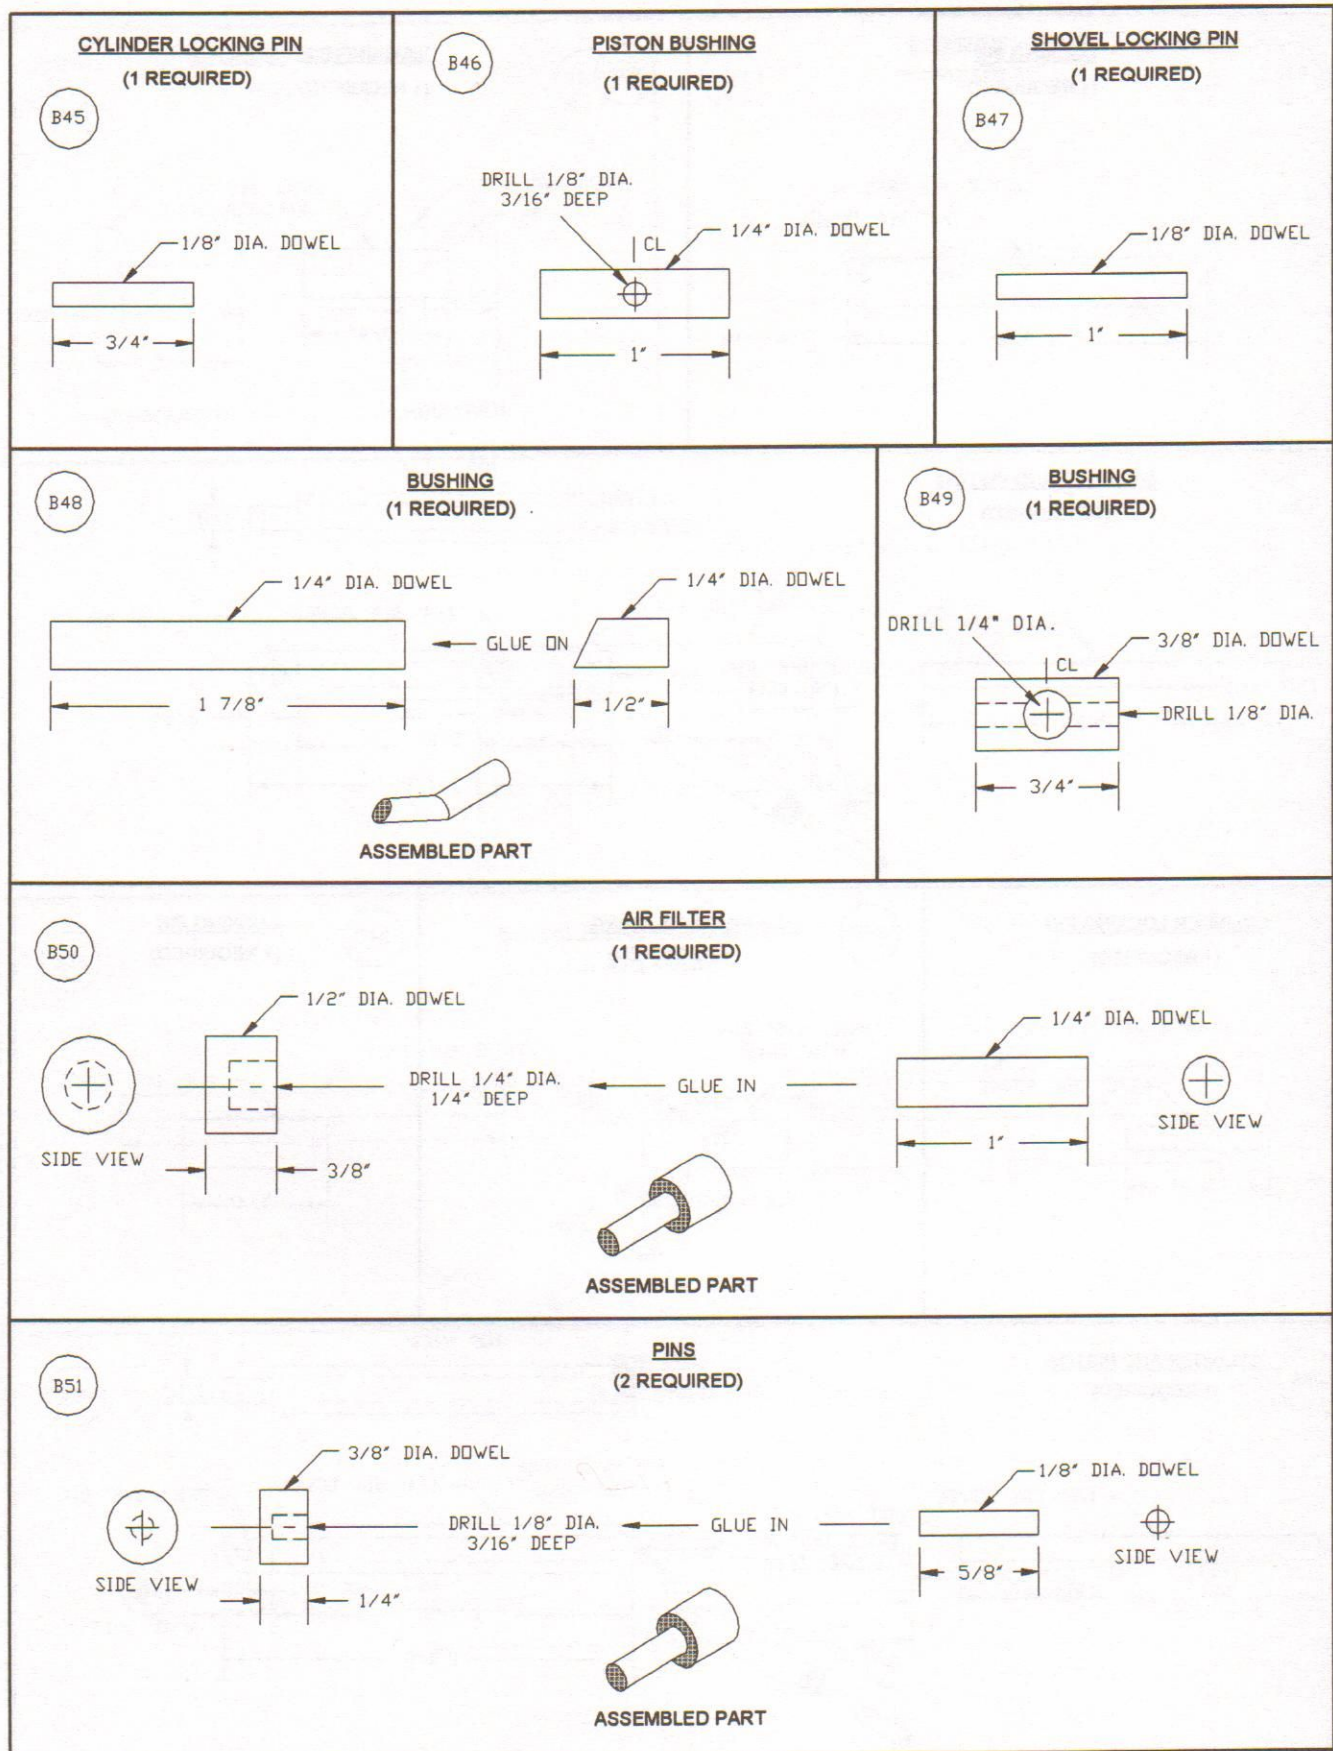 CYLINDER LOCKING PIN
(1 REQUIRED)
B45
1/8" DIA. DOWEL
3/4"
B46
PISTON BUSHING
(1 REQUIRED)
DRILL 1/8" DIA.
3/16" DEEP
CL
1/4" DIA. DOWEL
1"
SHOVEL LOCKING PIN
(1 REQUIRED)
B47
1/8" DIA. DOWEL
1"
B48
BUSHING
(1 REQUIRED)
1/4" DIA. DOWEL
1/4" DIA. DOWEL
GLUE ON
1 7/8"
1/2"
ASSEMBLED PART
B49
BUSHING
(1 REQUIRED)
DRILL 1/4" DIA.
3/8" DIA. DOWEL
CL
DRILL 1/8" DIA.
3/4"
B50
AIR FILTER
(1 REQUIRED)
1/2" DIA. DOWEL
1/4" DIA. DOWEL
DRILL 1/4" DIA.
1/4" DEEP
GLUE IN
SIDE VIEW
SIDE VIEW
3/8"
1"
ASSEMBLED PART
B51
PINS
(2 REQUIRED)
3/8" DIA. DOWEL
1/8" DIA. DOWEL
DRILL 1/8" DIA.
3/16" DEEP
GLUE IN
SIDE VIEW
SIDE VIEW
1/4"
5/8"
ASSEMBLED PART